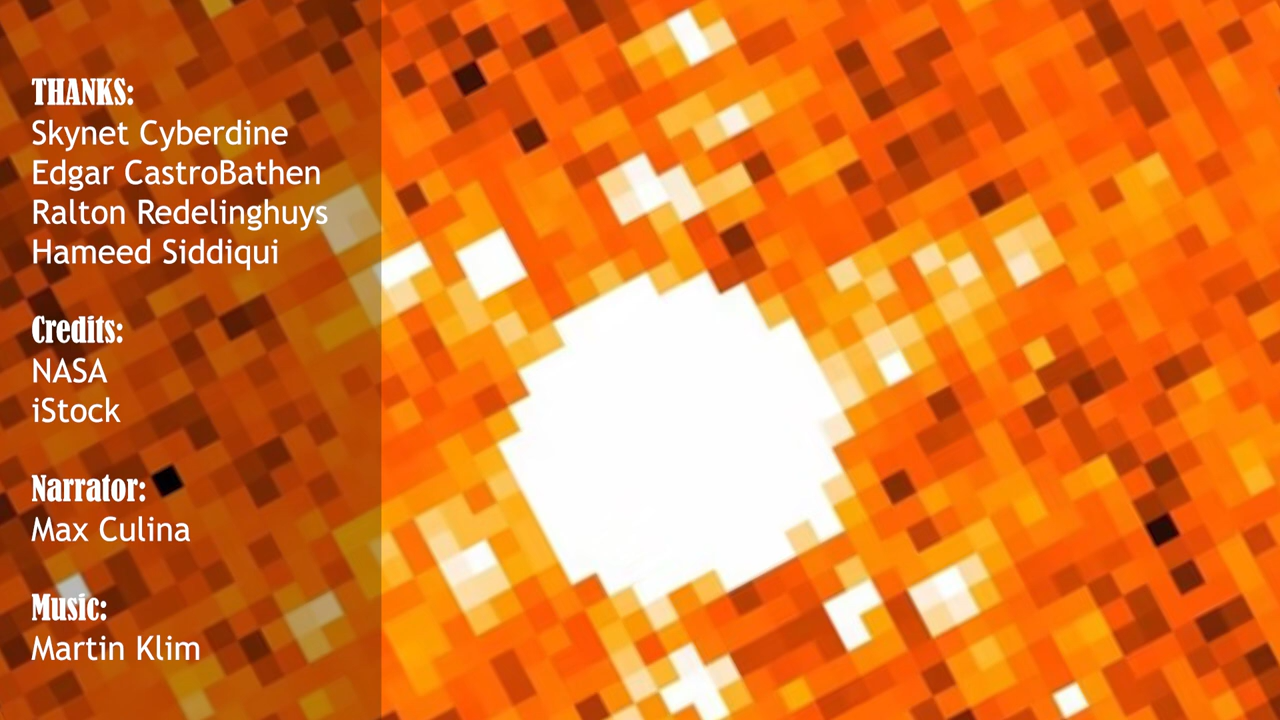 THANKS:
Skynet Cyberdine
Edgar CastroBathen
Ralton Redelinghuys
Hameed Siddiqui
Credits:
NASA
iStock
Narrator:
Max Culina
Music:
Martin Klim